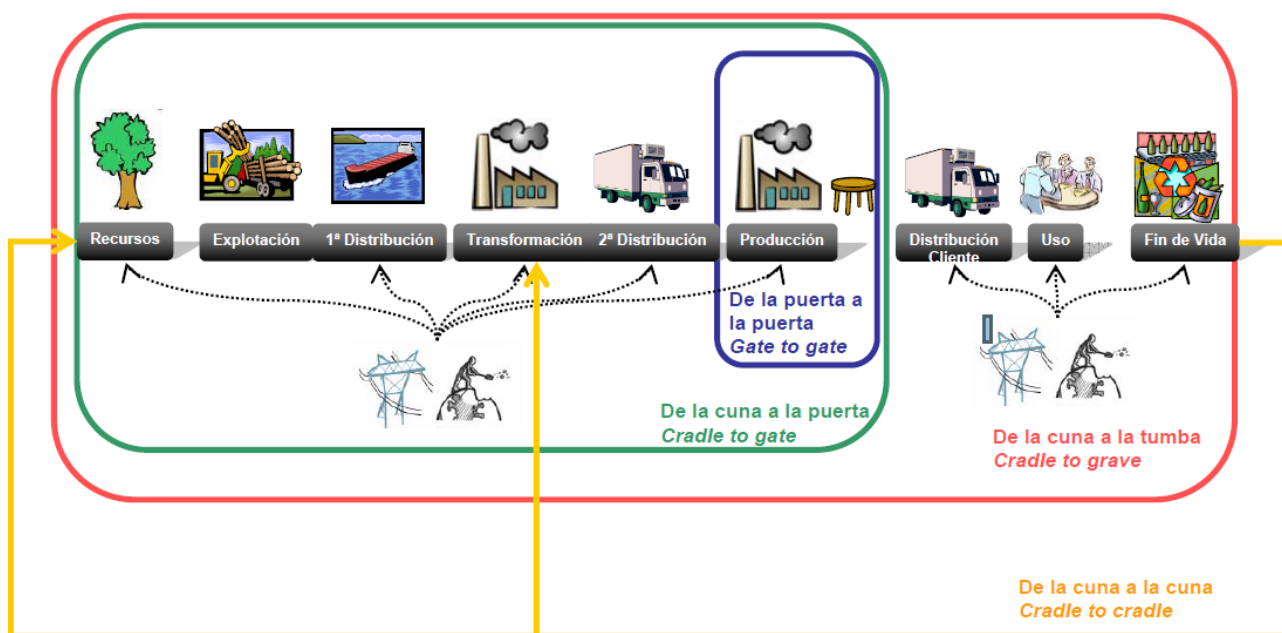 Recursos
Explotación
1ª Distribución
Transformación
2ª Distribución
Producción
Distribución
Cliente
Uso
Fin de Vida
De la puerta a
la puerta
Gate to gate
De la cuna a la puerta
Cradle to gate
De la cuna a la tumba
Cradle to grave
De la cuna a la cuna
Cradle to cradle